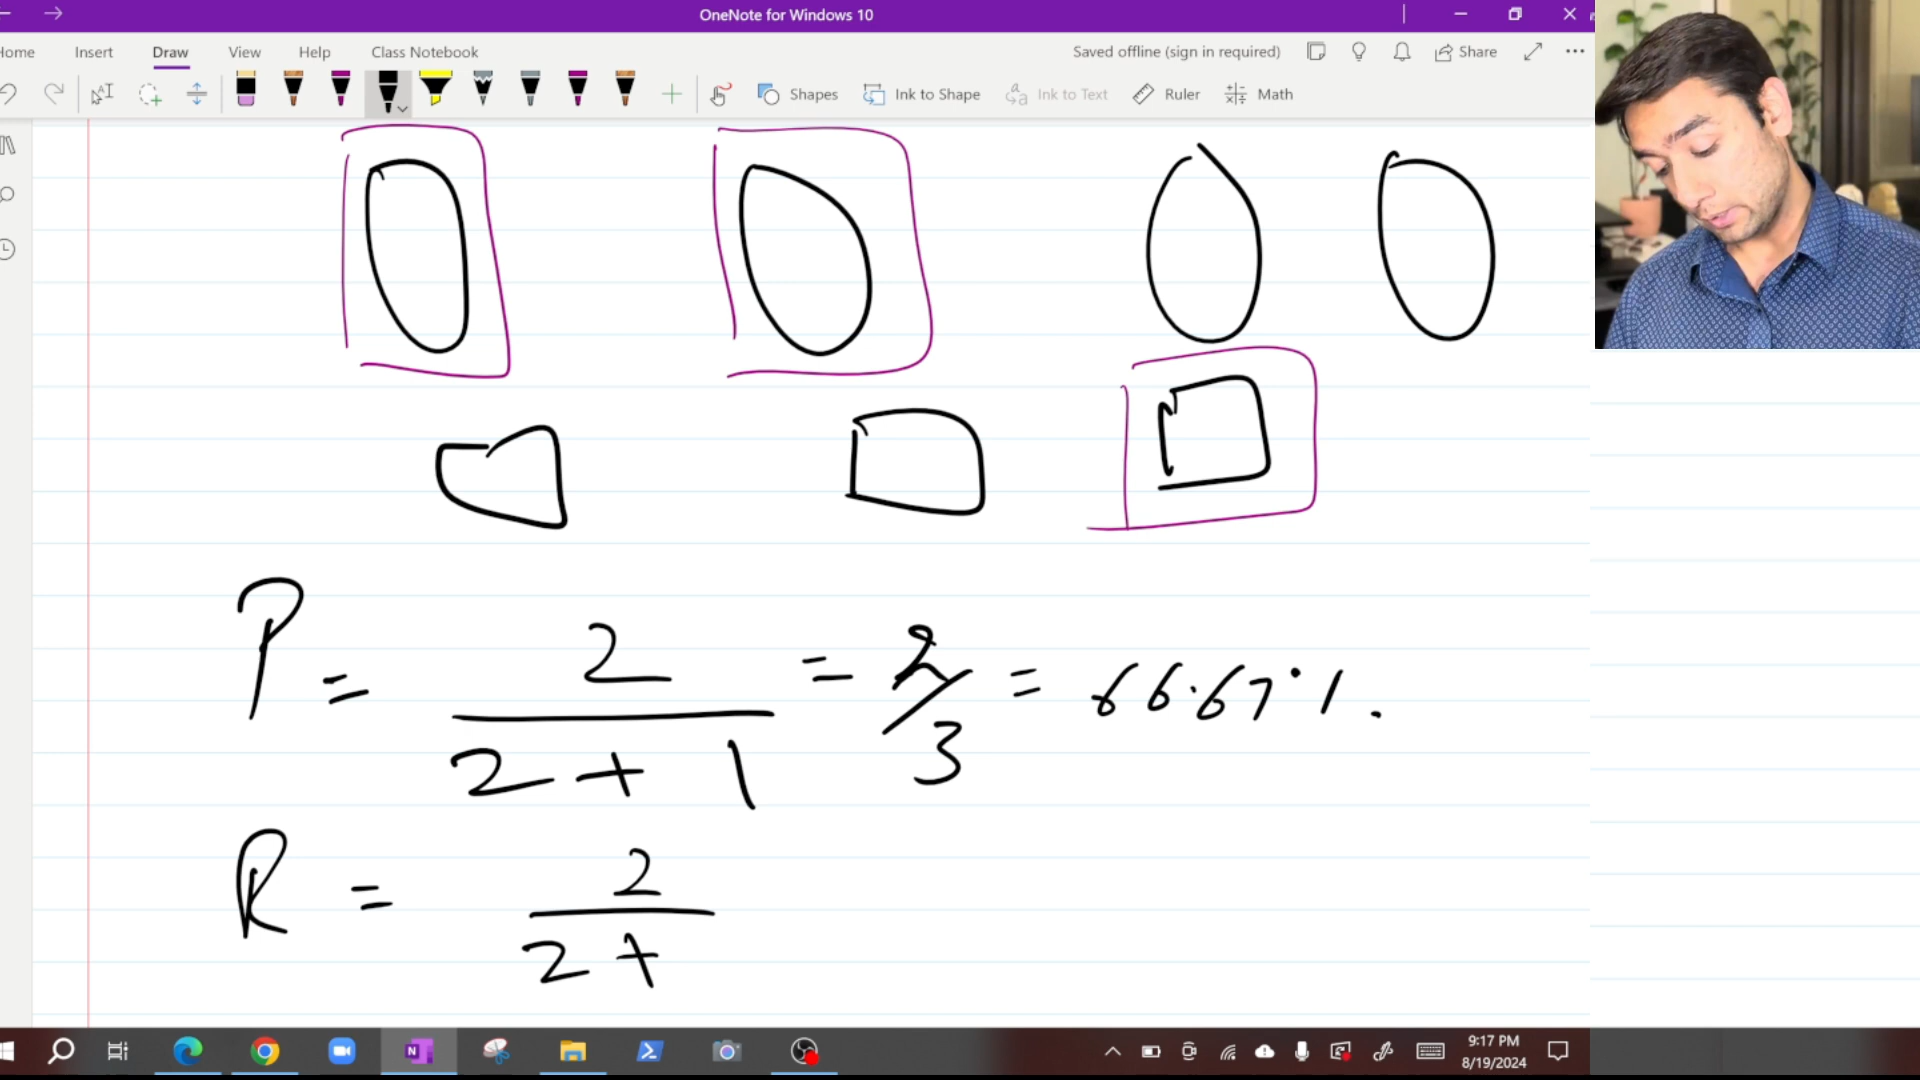 OneNote for Windows 10
Home Insert Draw View Help Class Notebook
Saved offline (sign in required) Share
Shapes Ink to Shape Ink to Text Ruler Math
P = 2 / 2 + 1 = 2/3 = 66.67%.
R = 2 / 2 +
9:17 PM
8/19/2024